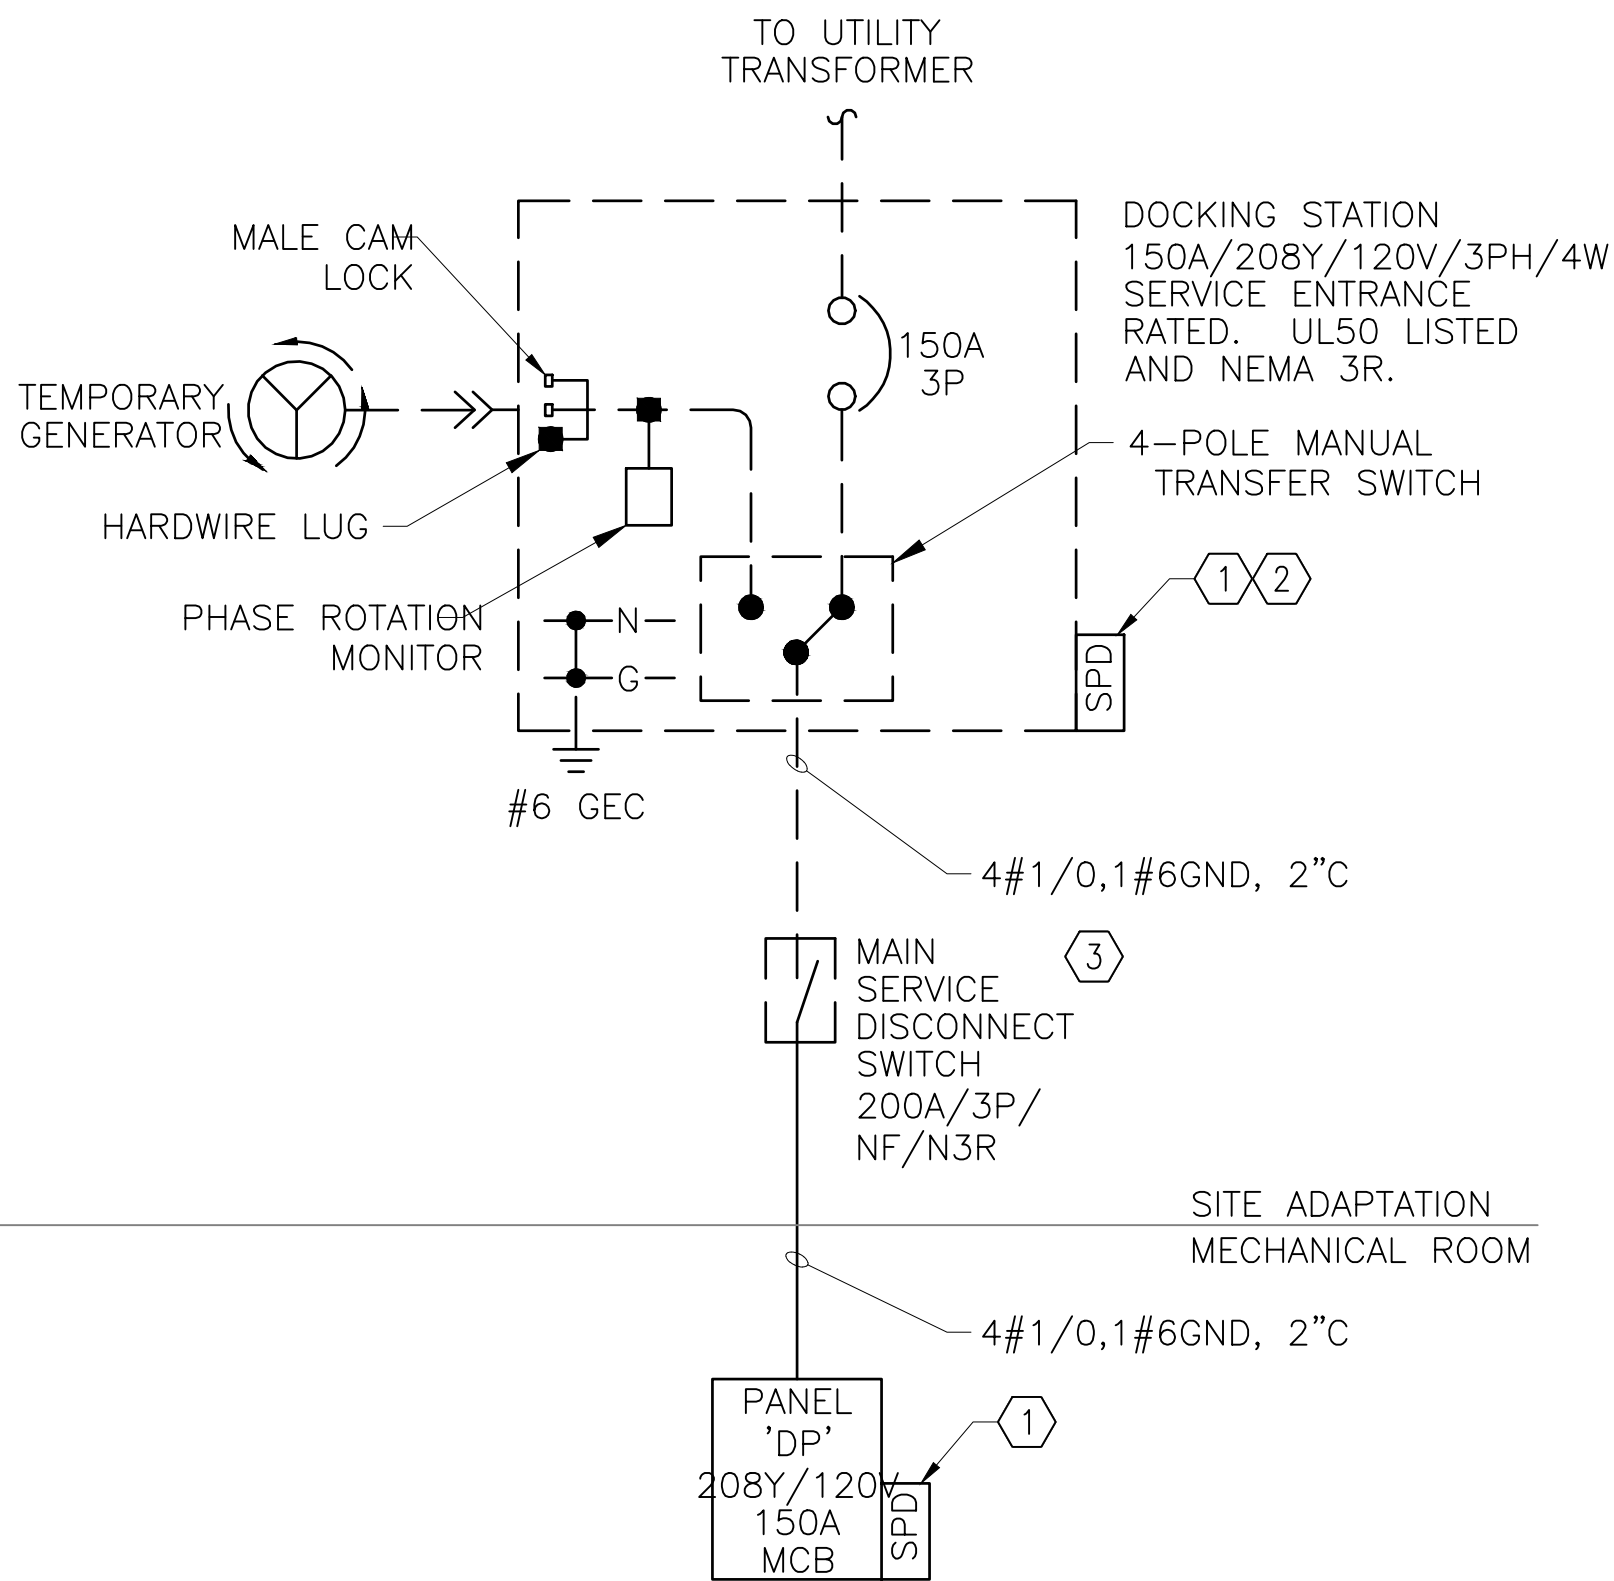 TO UTILITY
TRANSFORMER
MALE CAM
LOCK
DOCKING STATION
150A/208Y/120V/3PH/4W
SERVICE ENTRANCE
RATED. UL50 LISTED
AND NEMA 3R.
150A
3P
TEMPORARY
GENERATOR
4-POLE MANUAL
TRANSFER SWITCH
HARDWIRE LUG
1 2
PHASE ROTATION
MONITOR
N
G
SPD
#6 GEC
4#1/0,1#6GND, 2"C
MAIN
SERVICE
DISCONNECT
SWITCH
200A/3P/
NF/N3R
3
SITE ADAPTATION
MECHANICAL ROOM
4#1/0,1#6GND, 2"C
PANEL
'DP'
208Y/120V
150A
MCB
SPD
1